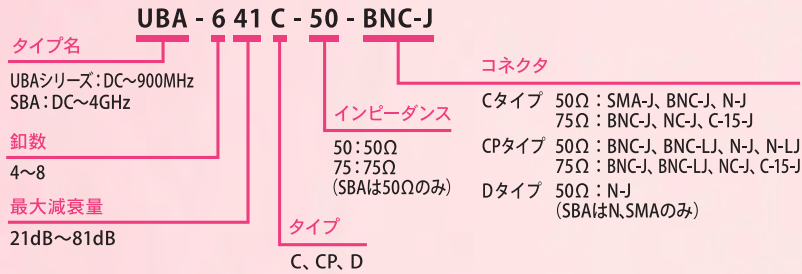 UBA - 6 41 C - 50 - BNC-J
タイプ名
UBAシリーズ：DC～900MHz
SBA：DC～4GHz
釦数
4～8
最大減衰量
21dB～81dB
タイプ
C、CP、D
インピーダンス
50：50Ω
75：75Ω
(SBAは50Ωのみ)
コネクタ
Cタイプ 50Ω：SMA-J、BNC-J、N-J
75Ω：BNC-J、NC-J、C-15-J
CPタイプ 50Ω：BNC-J、BNC-LJ、N-J、N-LJ
75Ω：BNC-J、BNC-LJ、NC-J、C-15-J
Dタイプ 50Ω：N-J
(SBAはN、SMAのみ)